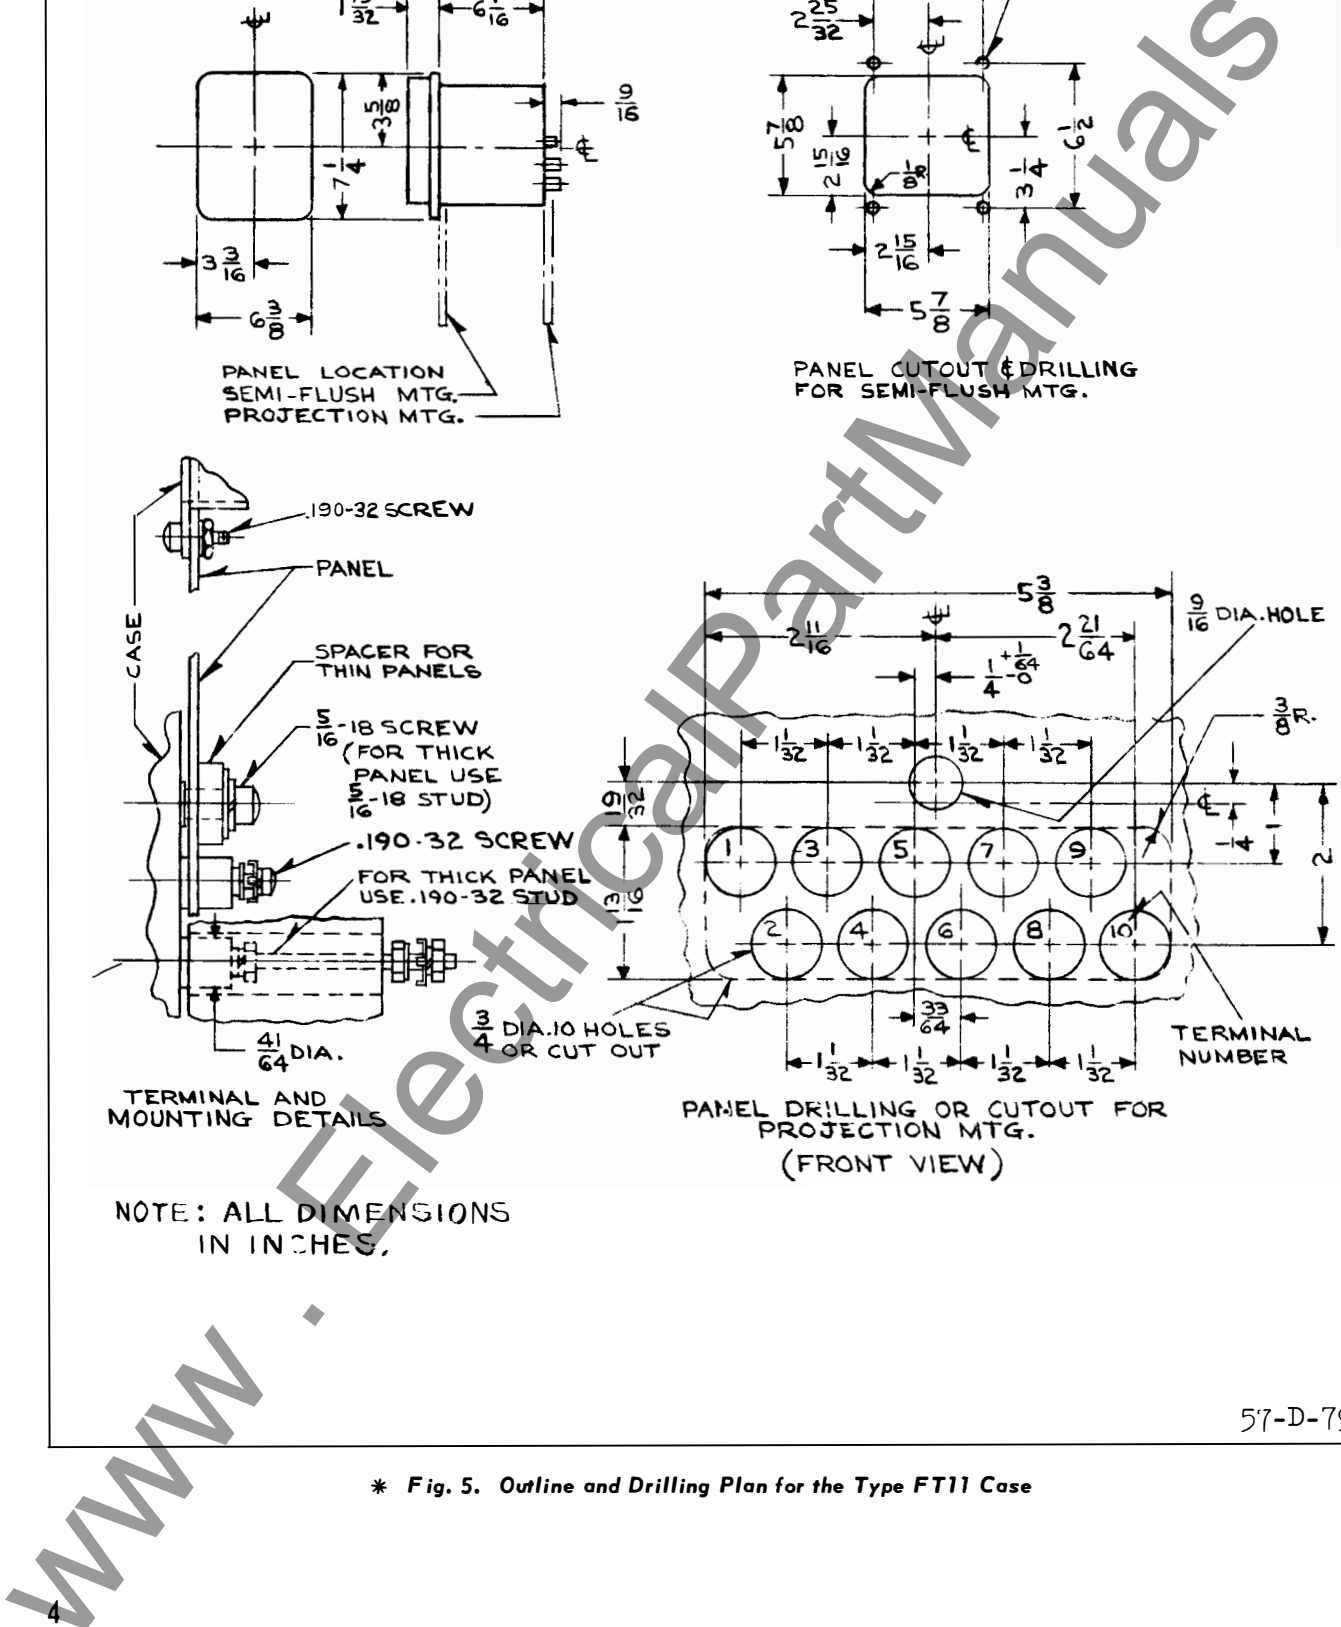 2 25/32
9/16
3 5/8
7 1/4
3 3/16
6 3/8
5 7/8
2 15/16
1/8 R
6 1/2
3 1/4
2 15/16
5 7/8
PANEL LOCATION
SEMI-FLUSH MTG.
PROJECTION MTG.
PANEL CUTOUT & DRILLING
FOR SEMI-FLUSH MTG.
.190-32 SCREW
PANEL
CASE
SPACER FOR
THIN PANELS
5/16-18 SCREW
(FOR THICK
PANEL USE
5/16-18 STUD)
.190-32 SCREW
FOR THICK PANEL
USE .190-32 STUD
41/64 DIA.
TERMINAL AND
MOUNTING DETAILS
5 3/8
9/16 DIA. HOLE
2 11/16
2 21/64
1/4 +1/64 -0
3/8 R.
1 1/32 1 1/32 1 1/32 1 1/32
19/32
1/4
1
2
1 3 5 7 9
1 13/16
2 4 6 8 10
33/64
3/4 DIA. 10 HOLES
OR CUT OUT
TERMINAL
NUMBER
1 1/32 1 1/32 1 1/32 1 1/32
PANEL DRILLING OR CUTOUT FOR
PROJECTION MTG.
(FRONT VIEW)
NOTE: ALL DIMENSIONS
IN INCHES.
57-D-79
* Fig. 5. Outline and Drilling Plan for the Type FT11 Case
4
www . ElectricalPartManuals